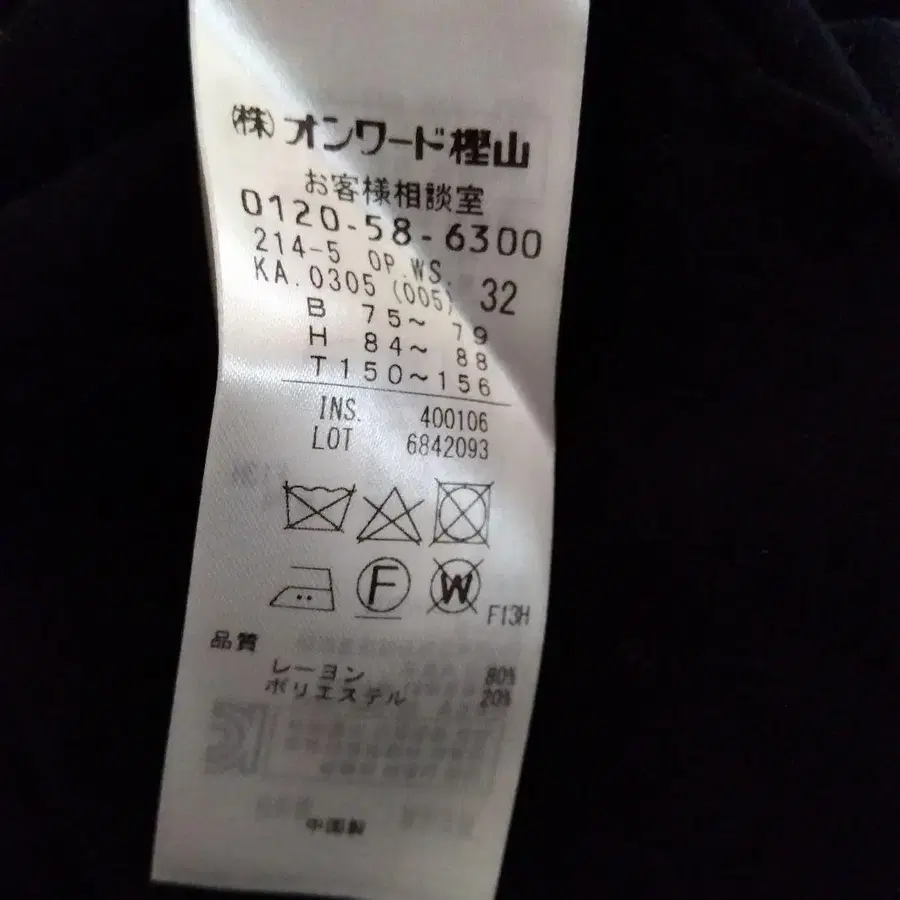 ㈱オンワード樫山
お客様相談室
0120-58-6300
214-5 OP.WS.
KA.0305 (005) 32
B 75～ 79
H 84～ 88
T 150～156
INS. 400106
LOT 6842093
F
W
F13H
品質
レーヨン 80%
ポリエステル 20%
中国製